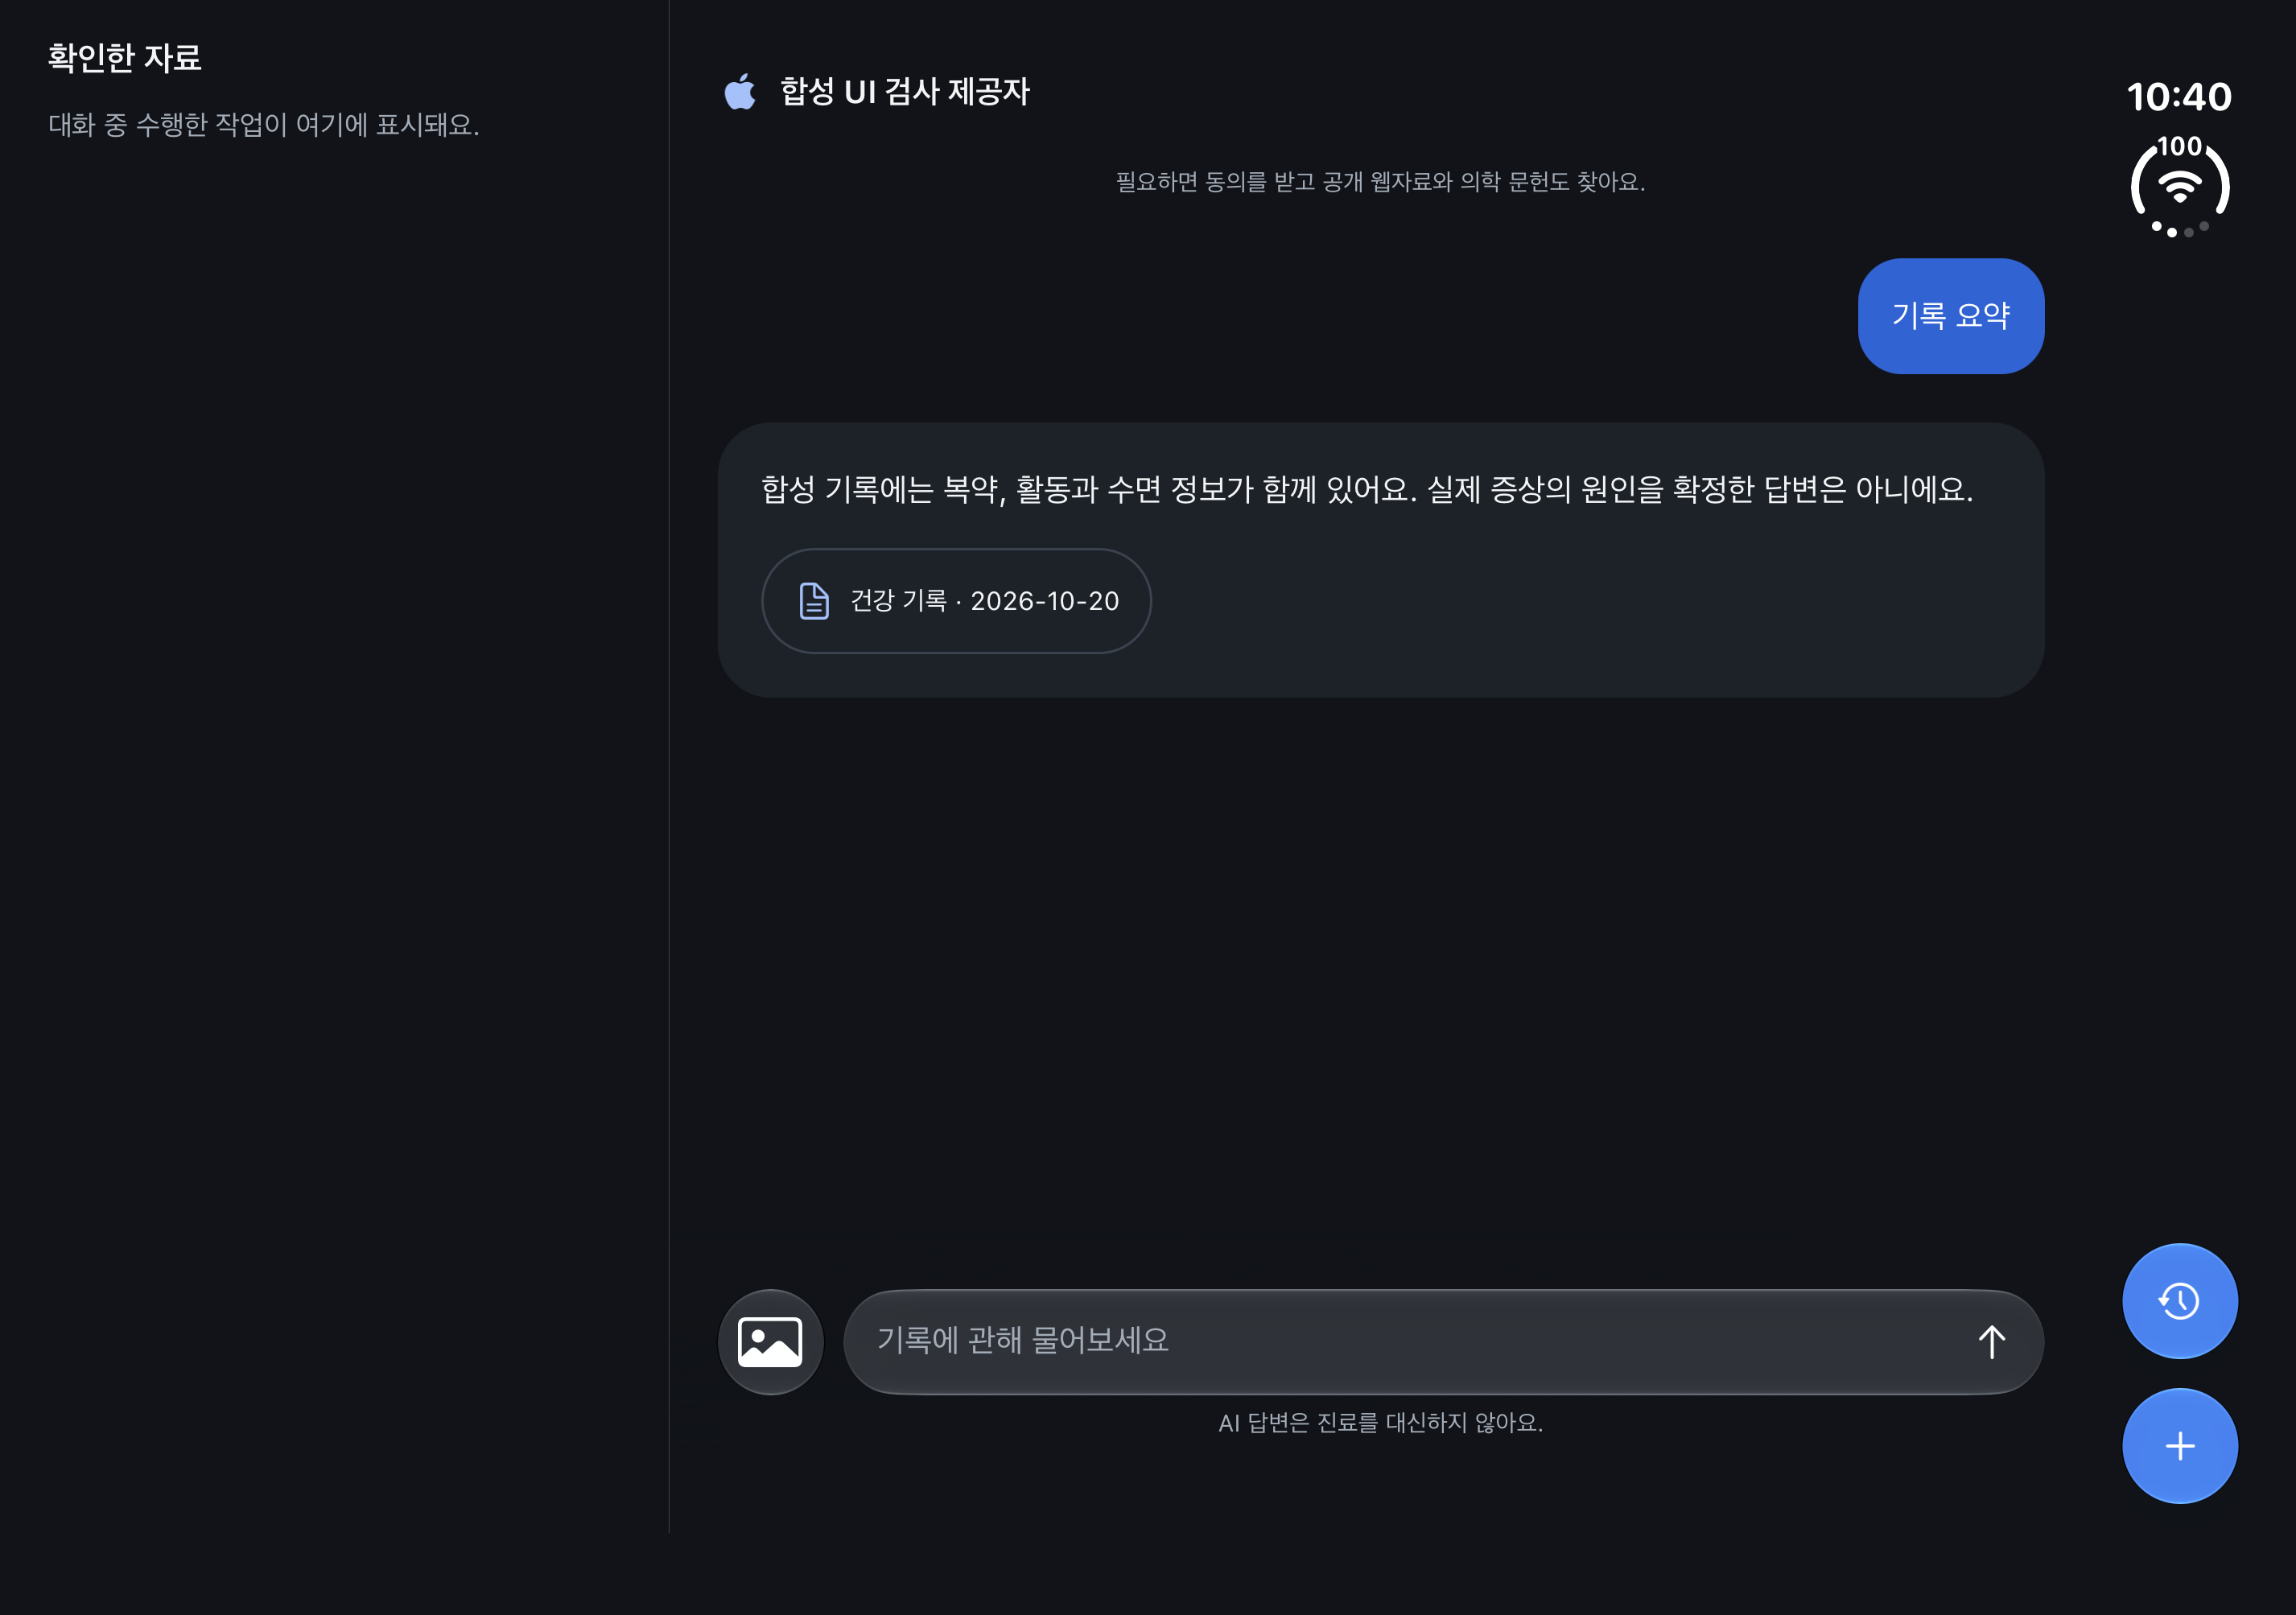 확인한 자료
대화 중 수행한 작업이 여기에 표시돼요.
합성 UI 검사 제공자
10:40
100
필요하면 동의를 받고 공개 웹자료와 의학 문헌도 찾아요.
기록 요약
합성 기록에는 복약, 활동과 수면 정보가 함께 있어요. 실제 증상의 원인을 확정한 답변은 아니에요.
건강 기록 · 2026-10-20
기록에 관해 물어보세요
AI 답변은 진료를 대신하지 않아요.